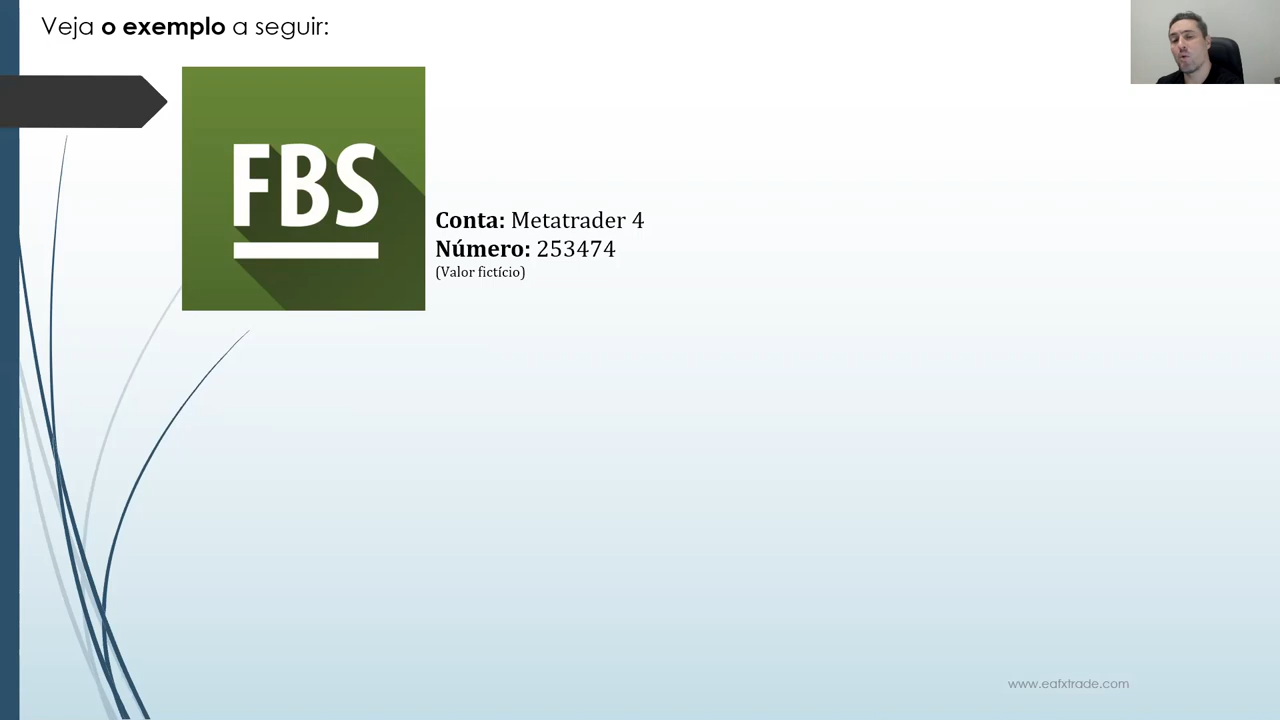 Veja o exemplo a seguir:
FBS
Conta: Metatrader 4
Número: 253474
(Valor fictício)
www.eafxtrade.com